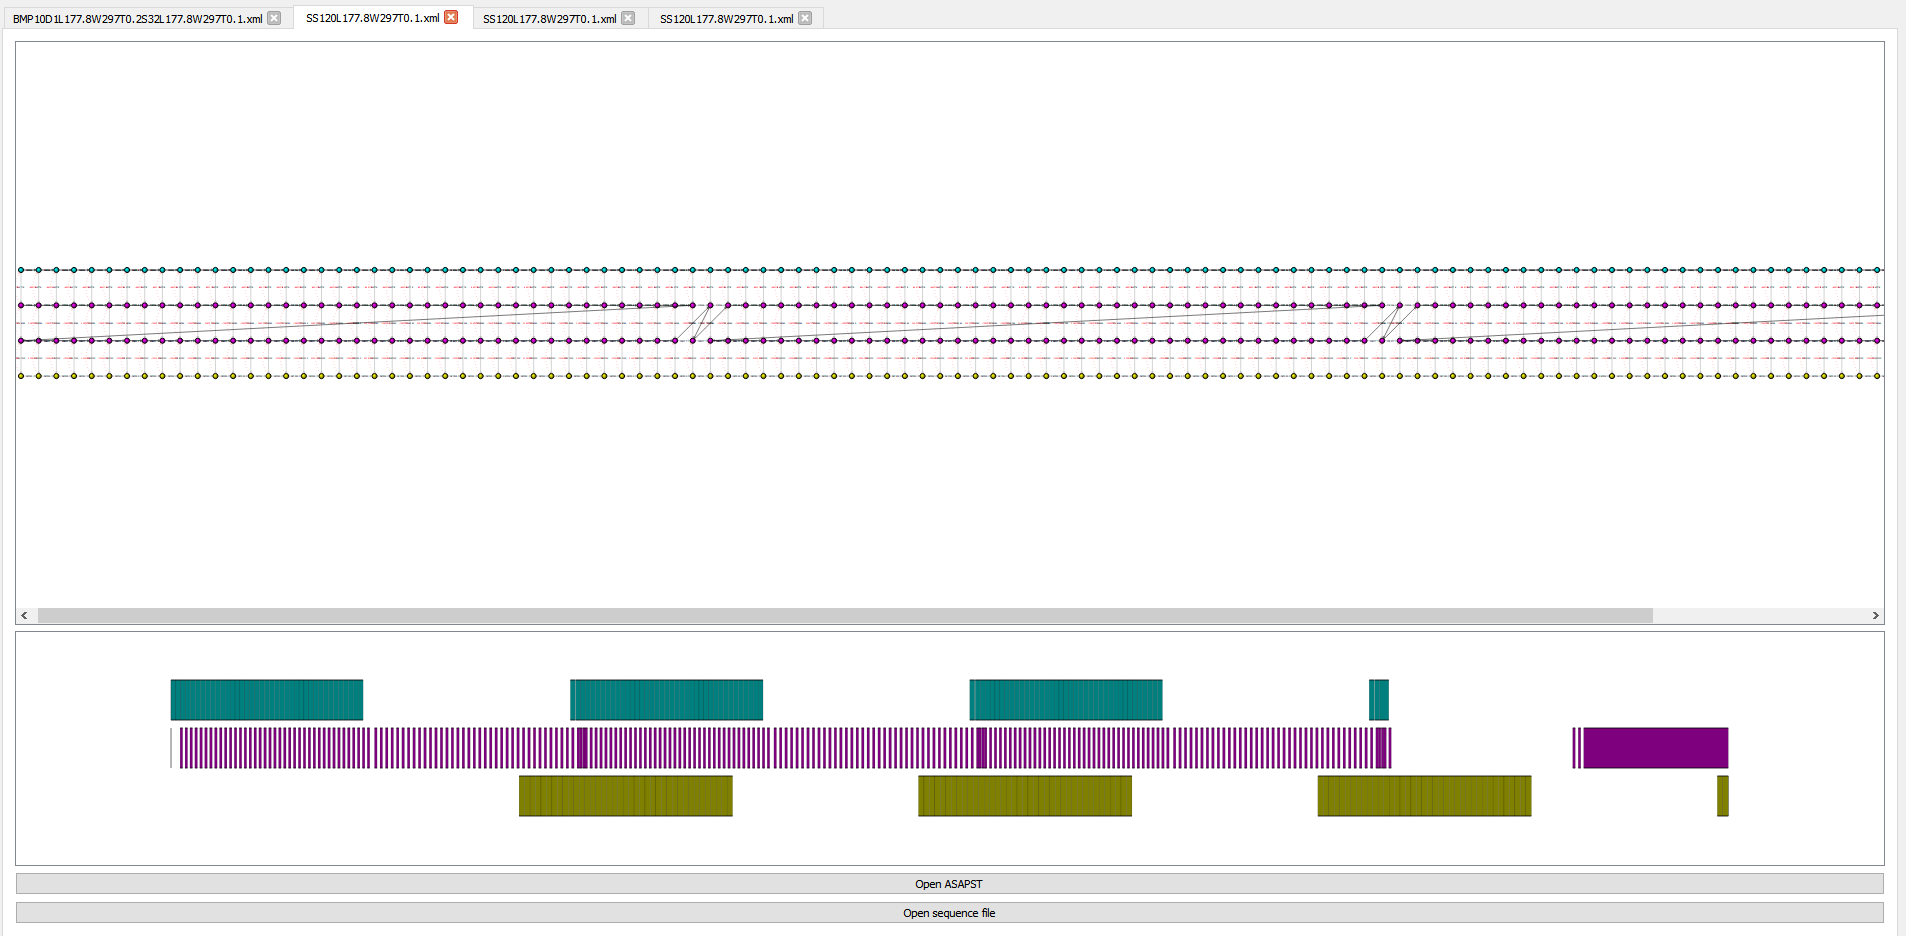 BMP10D1L177.8W297T0.2S32L177.8W297T0.1.xml SS120L177.8W297T0.1.xml SS120L177.8W297T0.1.xml SS120L177.8W297T0.1.xml
Open ASAPST
Open sequence file